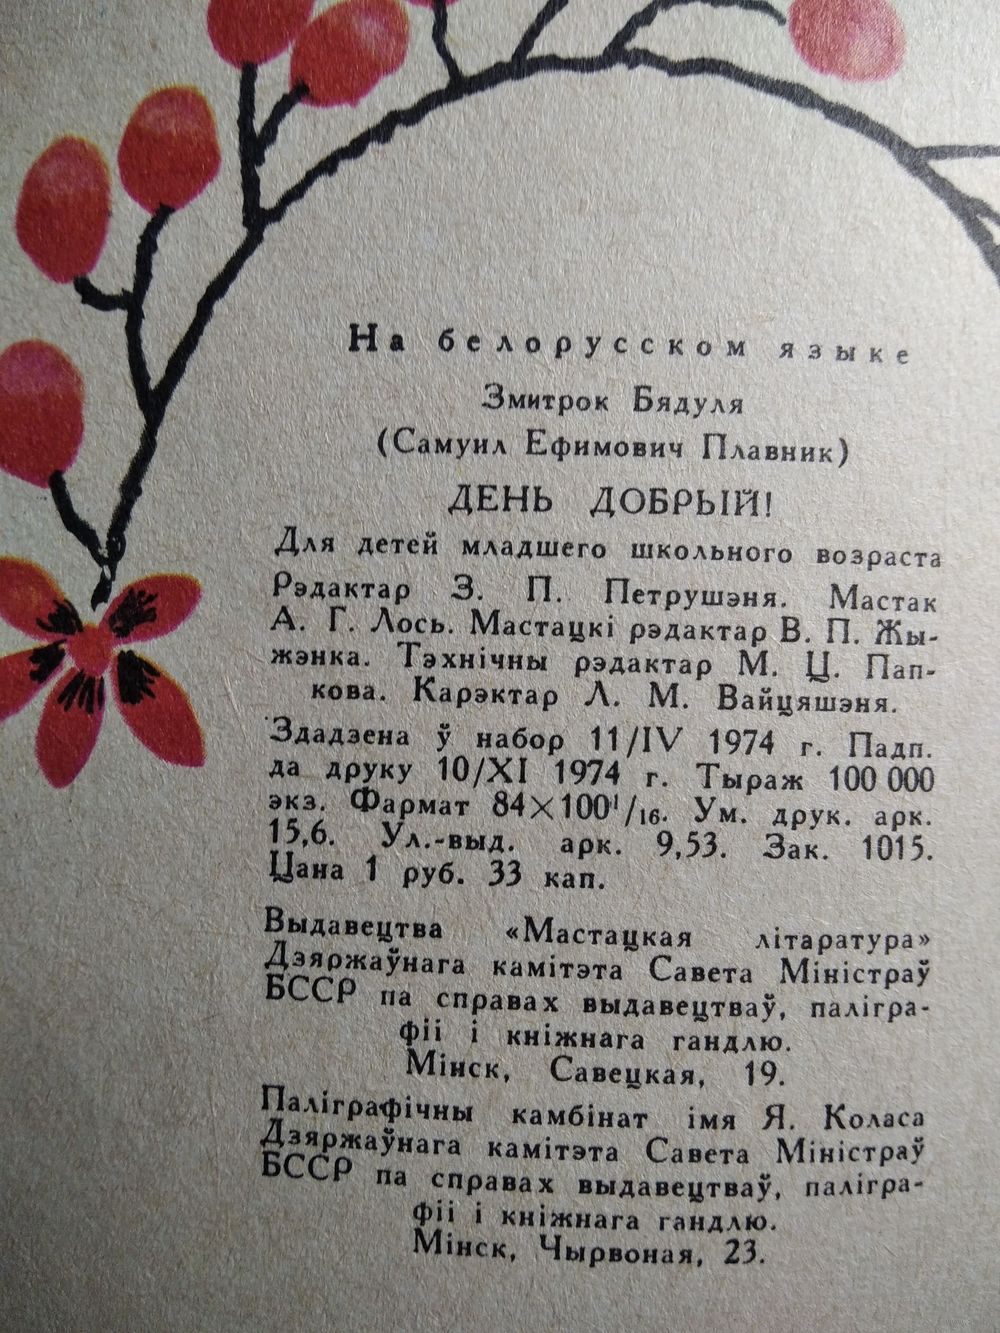 На белорусском языке
Змитрок Бядуля
(Самуил Ефимович Плавник)
ДЕНЬ ДОБРЫЙ!
Для детей младшего школьного возраста
Рэдактар З. П. Петрушэня. Мастак
А. Г. Лось. Мастацкі рэдактар В. П. Жы-
жэнка. Тэхнічны рэдактар М. Ц. Пап-
кова. Карэктар Л. М. Вайцяшэня.
Здадзена ў набор 11/IV 1974 г. Падп.
да друку 10/XI 1974 г. Тыраж 100 000
экз. Фармат 84×100¹/₁₆. Ум. друк. арк.
15,6. Ул.-выд. арк. 9,53. Зак. 1015.
Цана 1 руб. 33 кап.
Выдавецтва «Мастацкая літаратура»
Дзяржаўнага камітэта Савета Міністраў
БССР па справах выдавецтваў, паліגра-
фіі і кніжнага гандлю.
Мінск, Савецкая, 19.
Паліграфічны камбінат імя Я. Коласа
Дзяржаўнага камітэта Савета Міністраў
БССР па справах выдавецтваў, паліגра-
фіі і кніжнага гандлю.
Мінск, Чырвоная, 23.